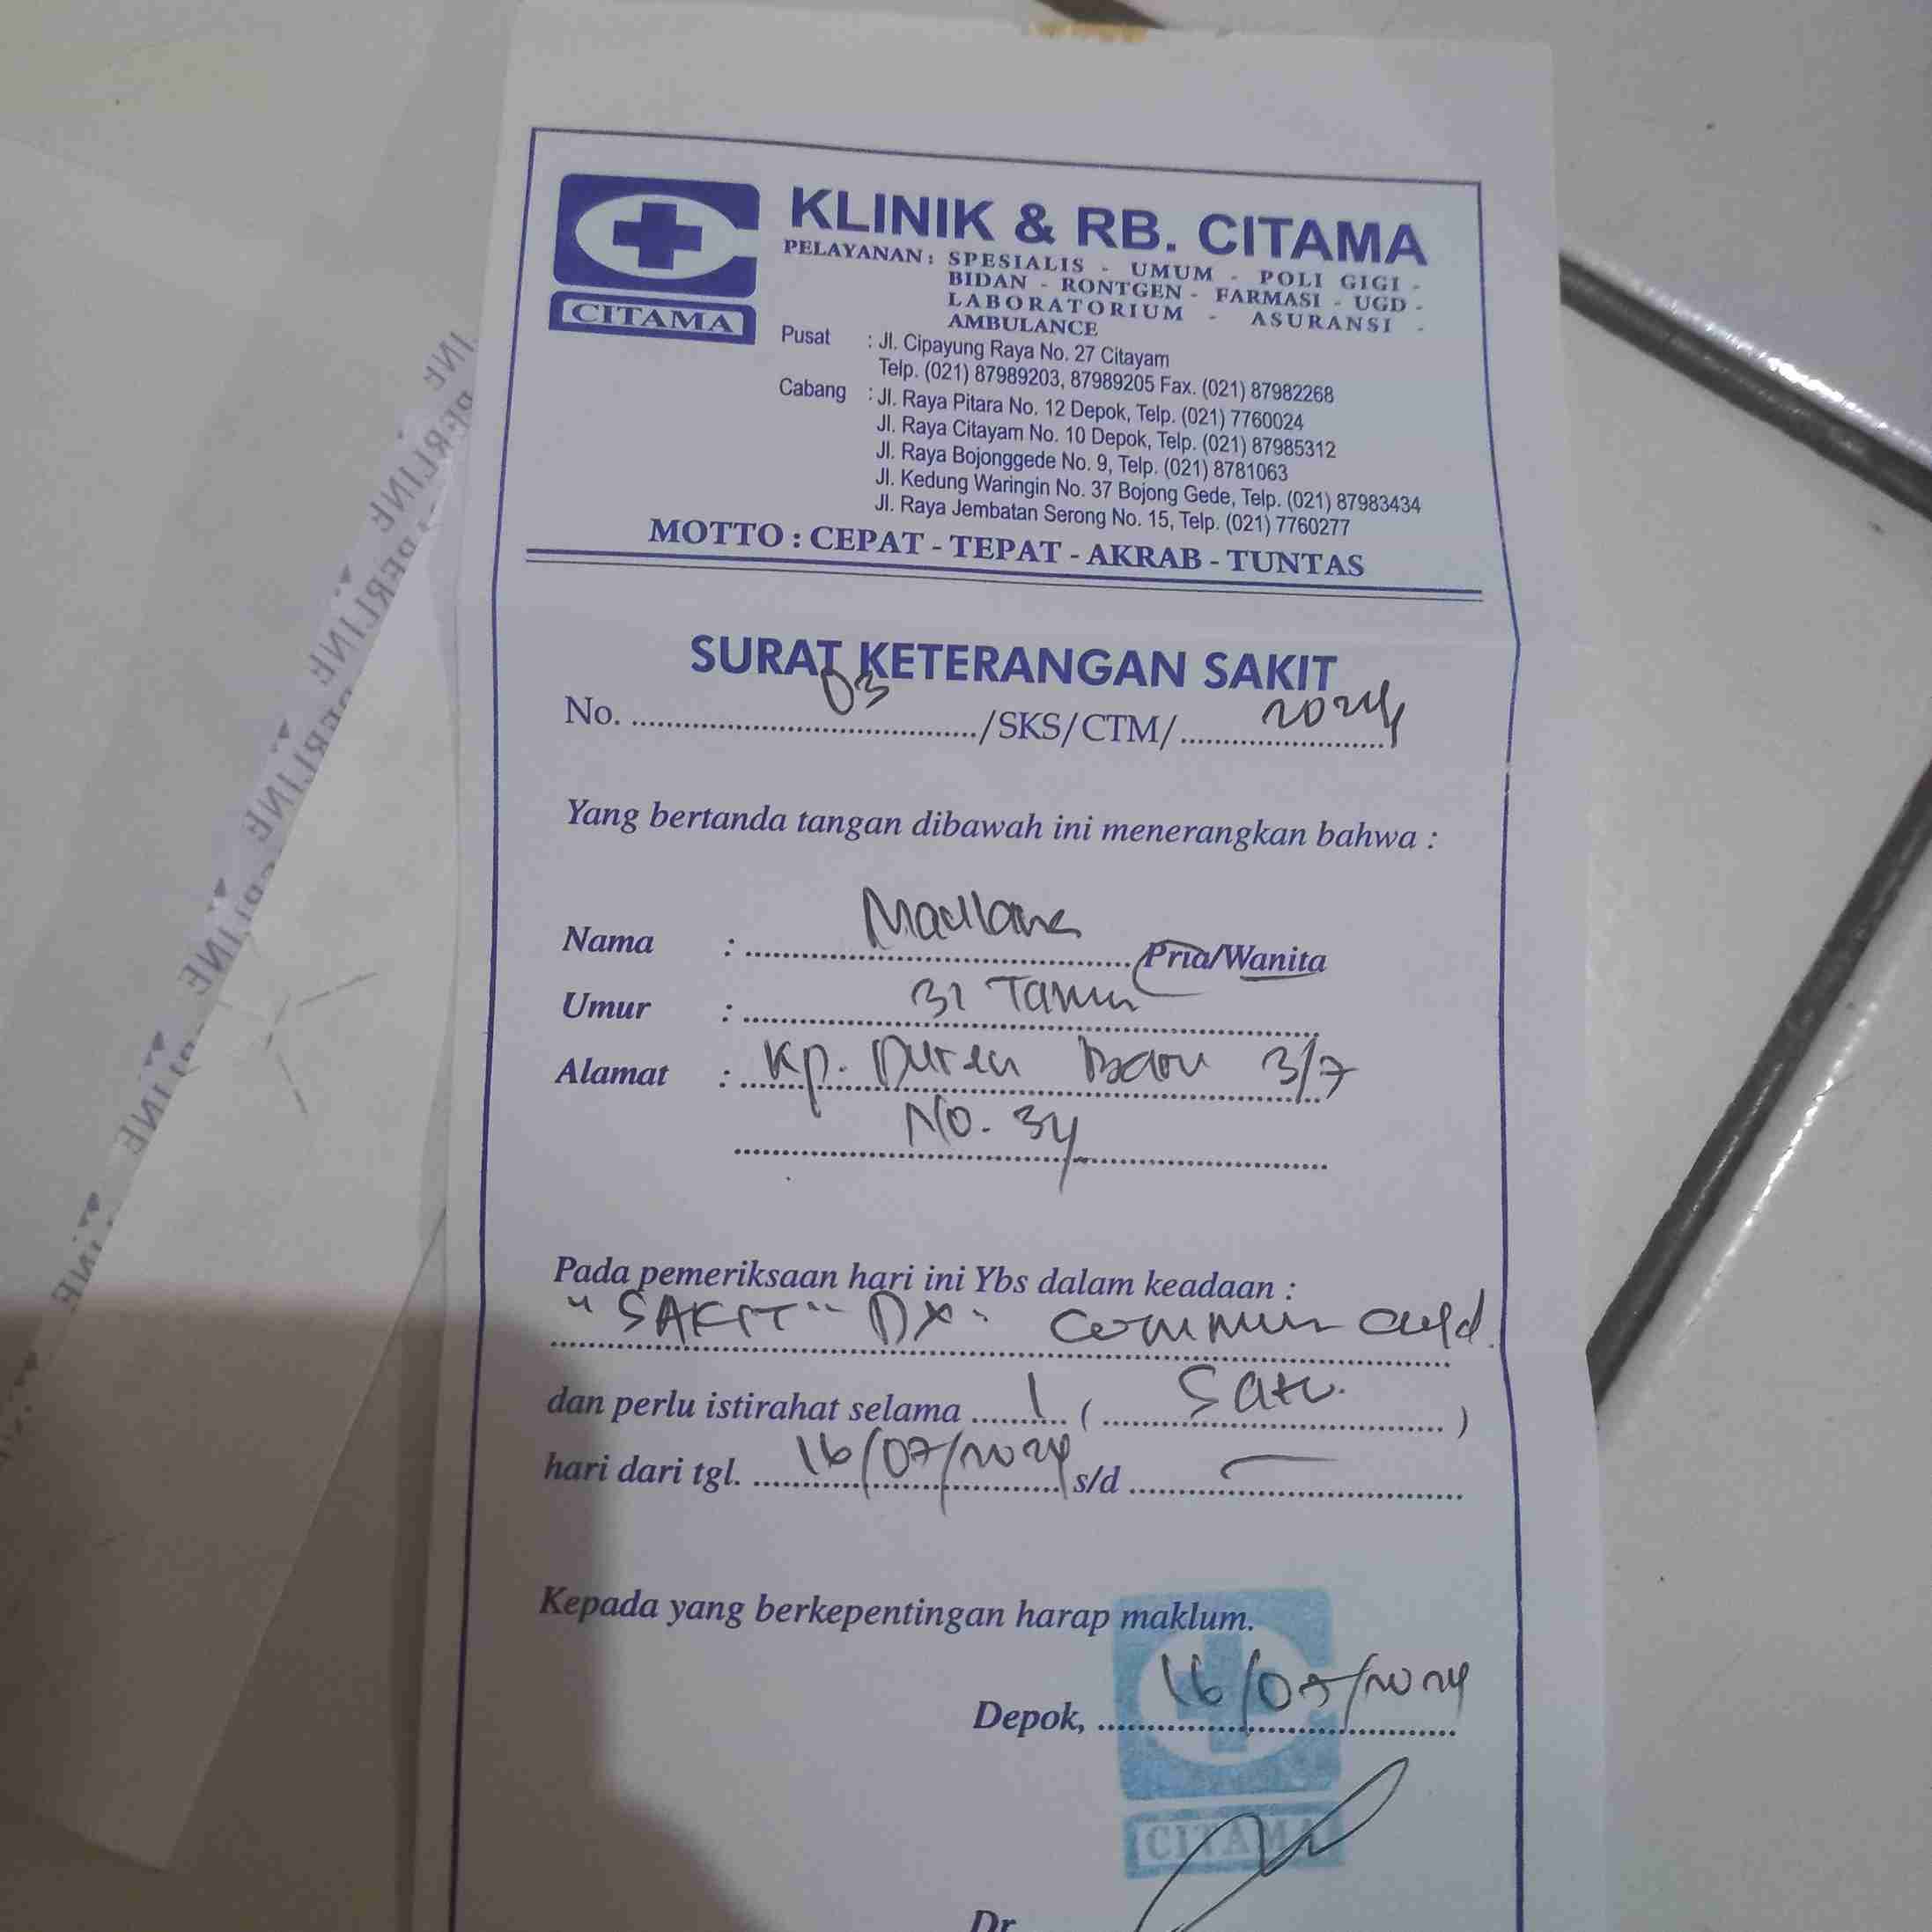 KLINIK & RB. CITAMA
CITAMA
PELAYANAN : SPESIALIS - UMUM - POLI GIGI -
BIDAN - RONTGEN - FARMASI - UGD -
LABORATORIUM - ASURANSI -
AMBULANCE
Pusat : Jl. Cipayung Raya No. 27 Citayam
Telp. (021) 87989203, 87989205 Fax. (021) 87982268
Cabang : Jl. Raya Pitara No. 12 Depok, Telp. (021) 7760024
Jl. Raya Citayam No. 10 Depok, Telp. (021) 87985312
Jl. Raya Bojonggede No. 9, Telp. (021) 8781063
Jl. Kedung Waringin No. 37 Bojong Gede, Telp. (021) 87983434
Jl. Raya Jembatan Serong No. 15, Telp. (021) 7760277
MOTTO : CEPAT - TEPAT - AKRAB - TUNTAS
SURAT KETERANGAN SAKIT
No. 03 /SKS/CTM/ 2024
Yang bertanda tangan dibawah ini menerangkan bahwa :
Nama : Maulana Pria/Wanita
Umur : 31 Tahun
Alamat : Kp. Duren Baru 3/7
No. 34
Pada pemeriksaan hari ini Ybs dalam keadaan :
"SAKIT" DX: Common cold
dan perlu istirahat selama 1 ( Satu )
hari dari tgl. 16/07/2024 s/d —
Kepada yang berkepentingan harap maklum.
Depok, 16/07/2024
CITAMA
Dr.
PERLINE PERLINE PERLINE PERLINE